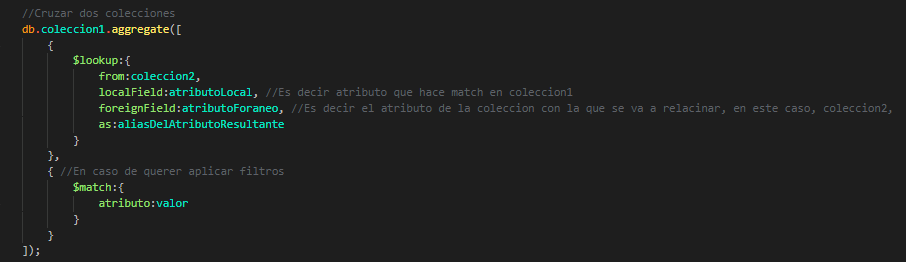 //Cruzar dos colecciones
db.coleccion1.aggregate([
{
$lookup:{
from:coleccion2,
localField:atributoLocal, //Es decir atributo que hace match en coleccion1
foreignField:atributoForaneo, //Es decir el atributo de la coleccion con la que se va a relacinar, en este caso, coleccion2,
as:aliasDelAtributoResultante
}
},
{ //En caso de querer aplicar filtros
$match:{
atributo:valor
}
}
]);